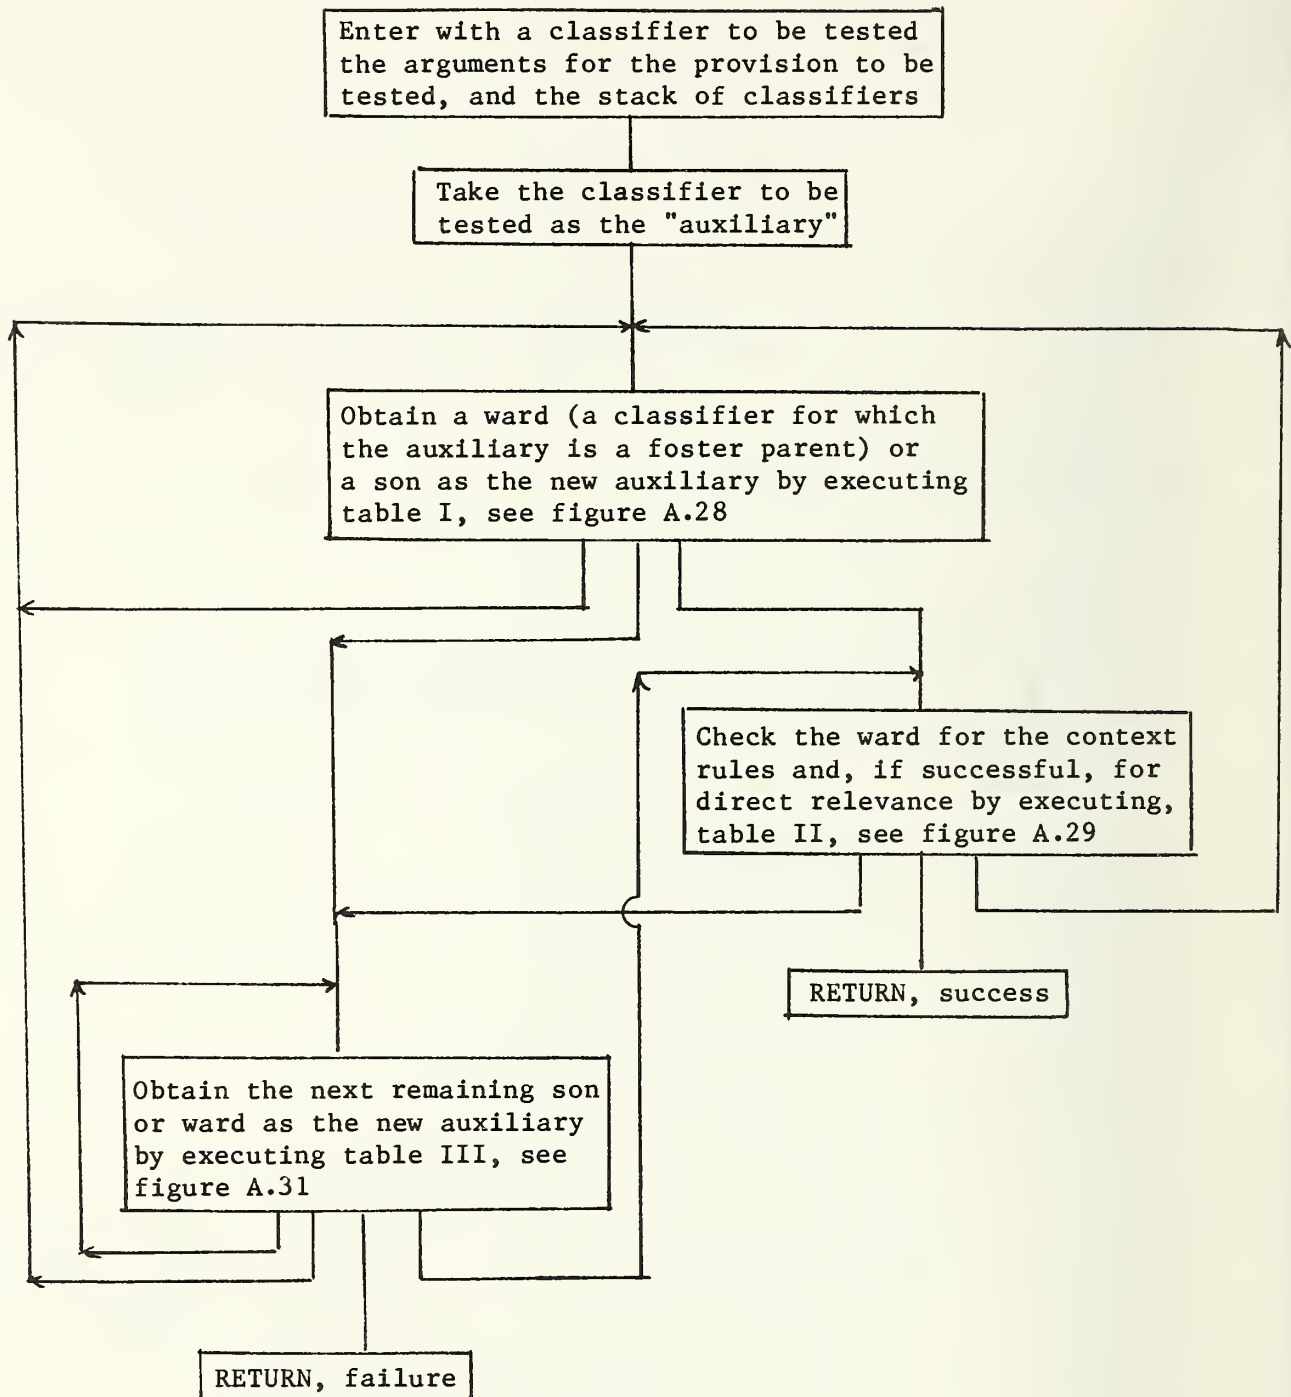 Enter with a classifier to be tested
the arguments for the provision to be
tested, and the stack of classifiers
Take the classifier to be
tested as the "auxiliary"
Obtain a ward (a classifier for which
the auxiliary is a foster parent) or
a son as the new auxiliary by executing
table I, see figure A.28
Check the ward for the context
rules and, if successful, for
direct relevance by executing,
table II, see figure A.29
RETURN, success
Obtain the next remaining son
or ward as the new auxiliary
by executing table III, see
figure A.31
RETURN, failure